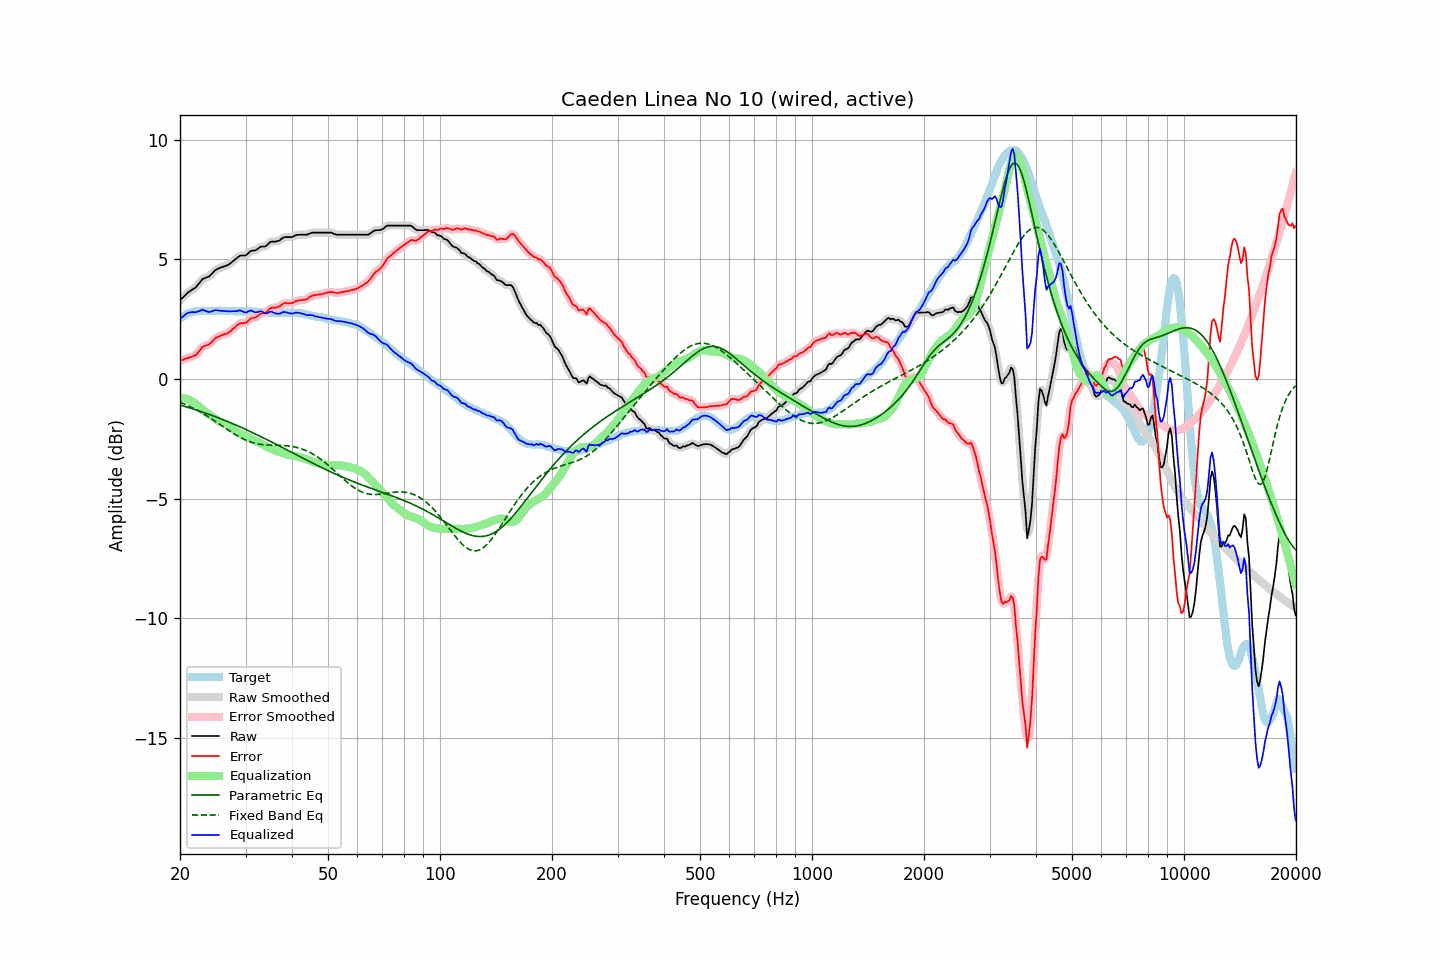 Caeden Linea No 10 (wired, active)
Amplitude (dBr)
10
5
0
−5
−10
−15
Target
Raw Smoothed
Error Smoothed
Raw
Error
Equalization
Parametric Eq
Fixed Band Eq
Equalized
20 50 100 200 500 1000 2000 5000 10000 20000
Frequency (Hz)